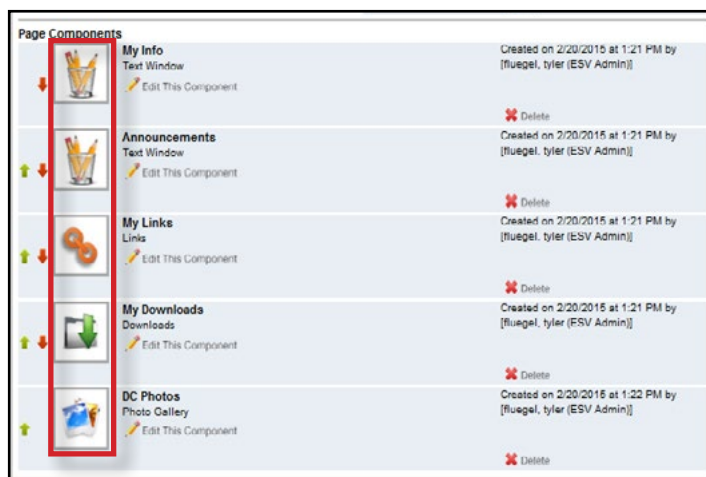 Page Components
My Info
Text Window
Edit This Component
Created on 2/20/2015 at 1:21 PM by
[fluegel, tyler (ESV Admin)]
Delete
Announcements
Text Window
Edit This Component
Created on 2/20/2015 at 1:21 PM by
[fluegel, tyler (ESV Admin)]
Delete
My Links
Links
Edit This Component
Created on 2/20/2015 at 1:21 PM by
[fluegel, tyler (ESV Admin)]
Delete
My Downloads
Downloads
Edit This Component
Created on 2/20/2015 at 1:21 PM by
[fluegel, tyler (ESV Admin)]
Delete
DC Photos
Photo Gallery
Edit This Component
Created on 2/20/2015 at 1:22 PM by
[fluegel, tyler (ESV Admin)]
Delete